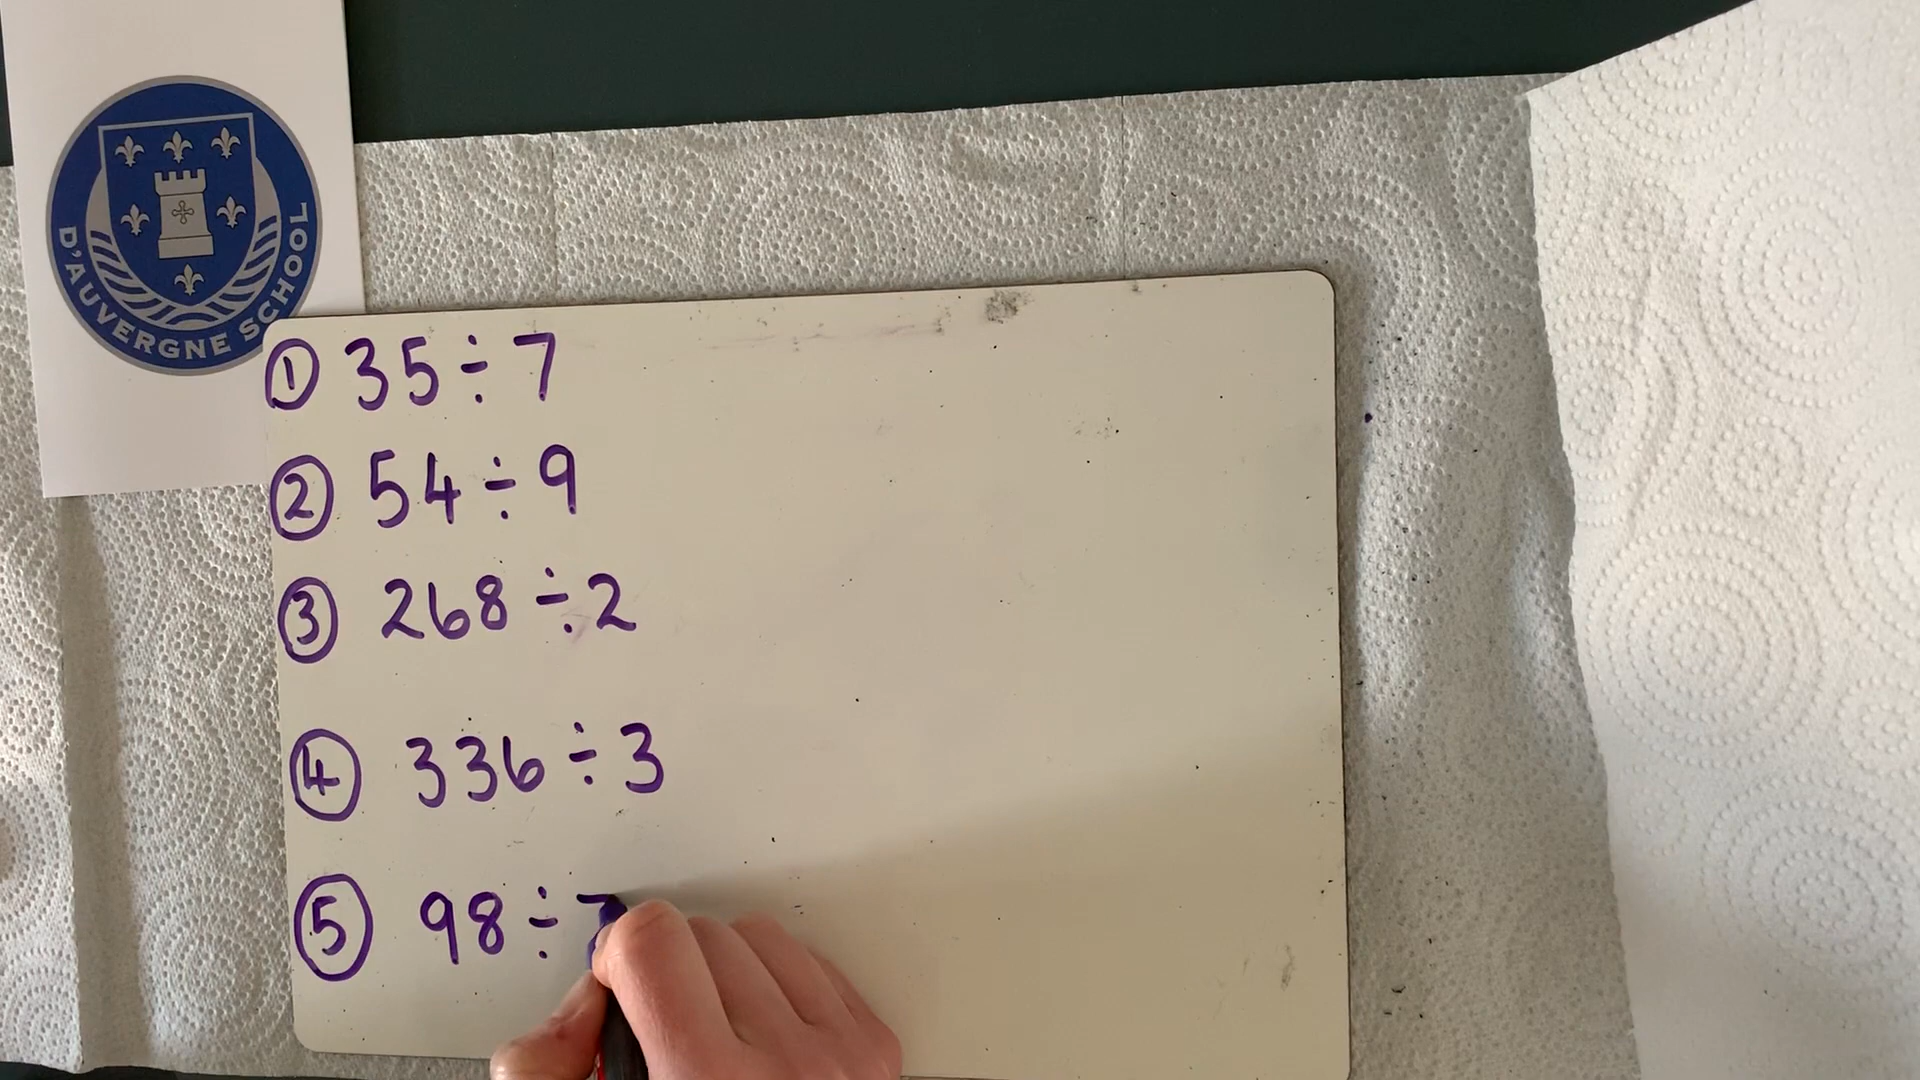 D'AUVERGNE SCHOOL
① 35 ÷ 7
② 54 ÷ 9
③ 268 ÷ 2
④ 336 ÷ 3
⑤ 98 ÷